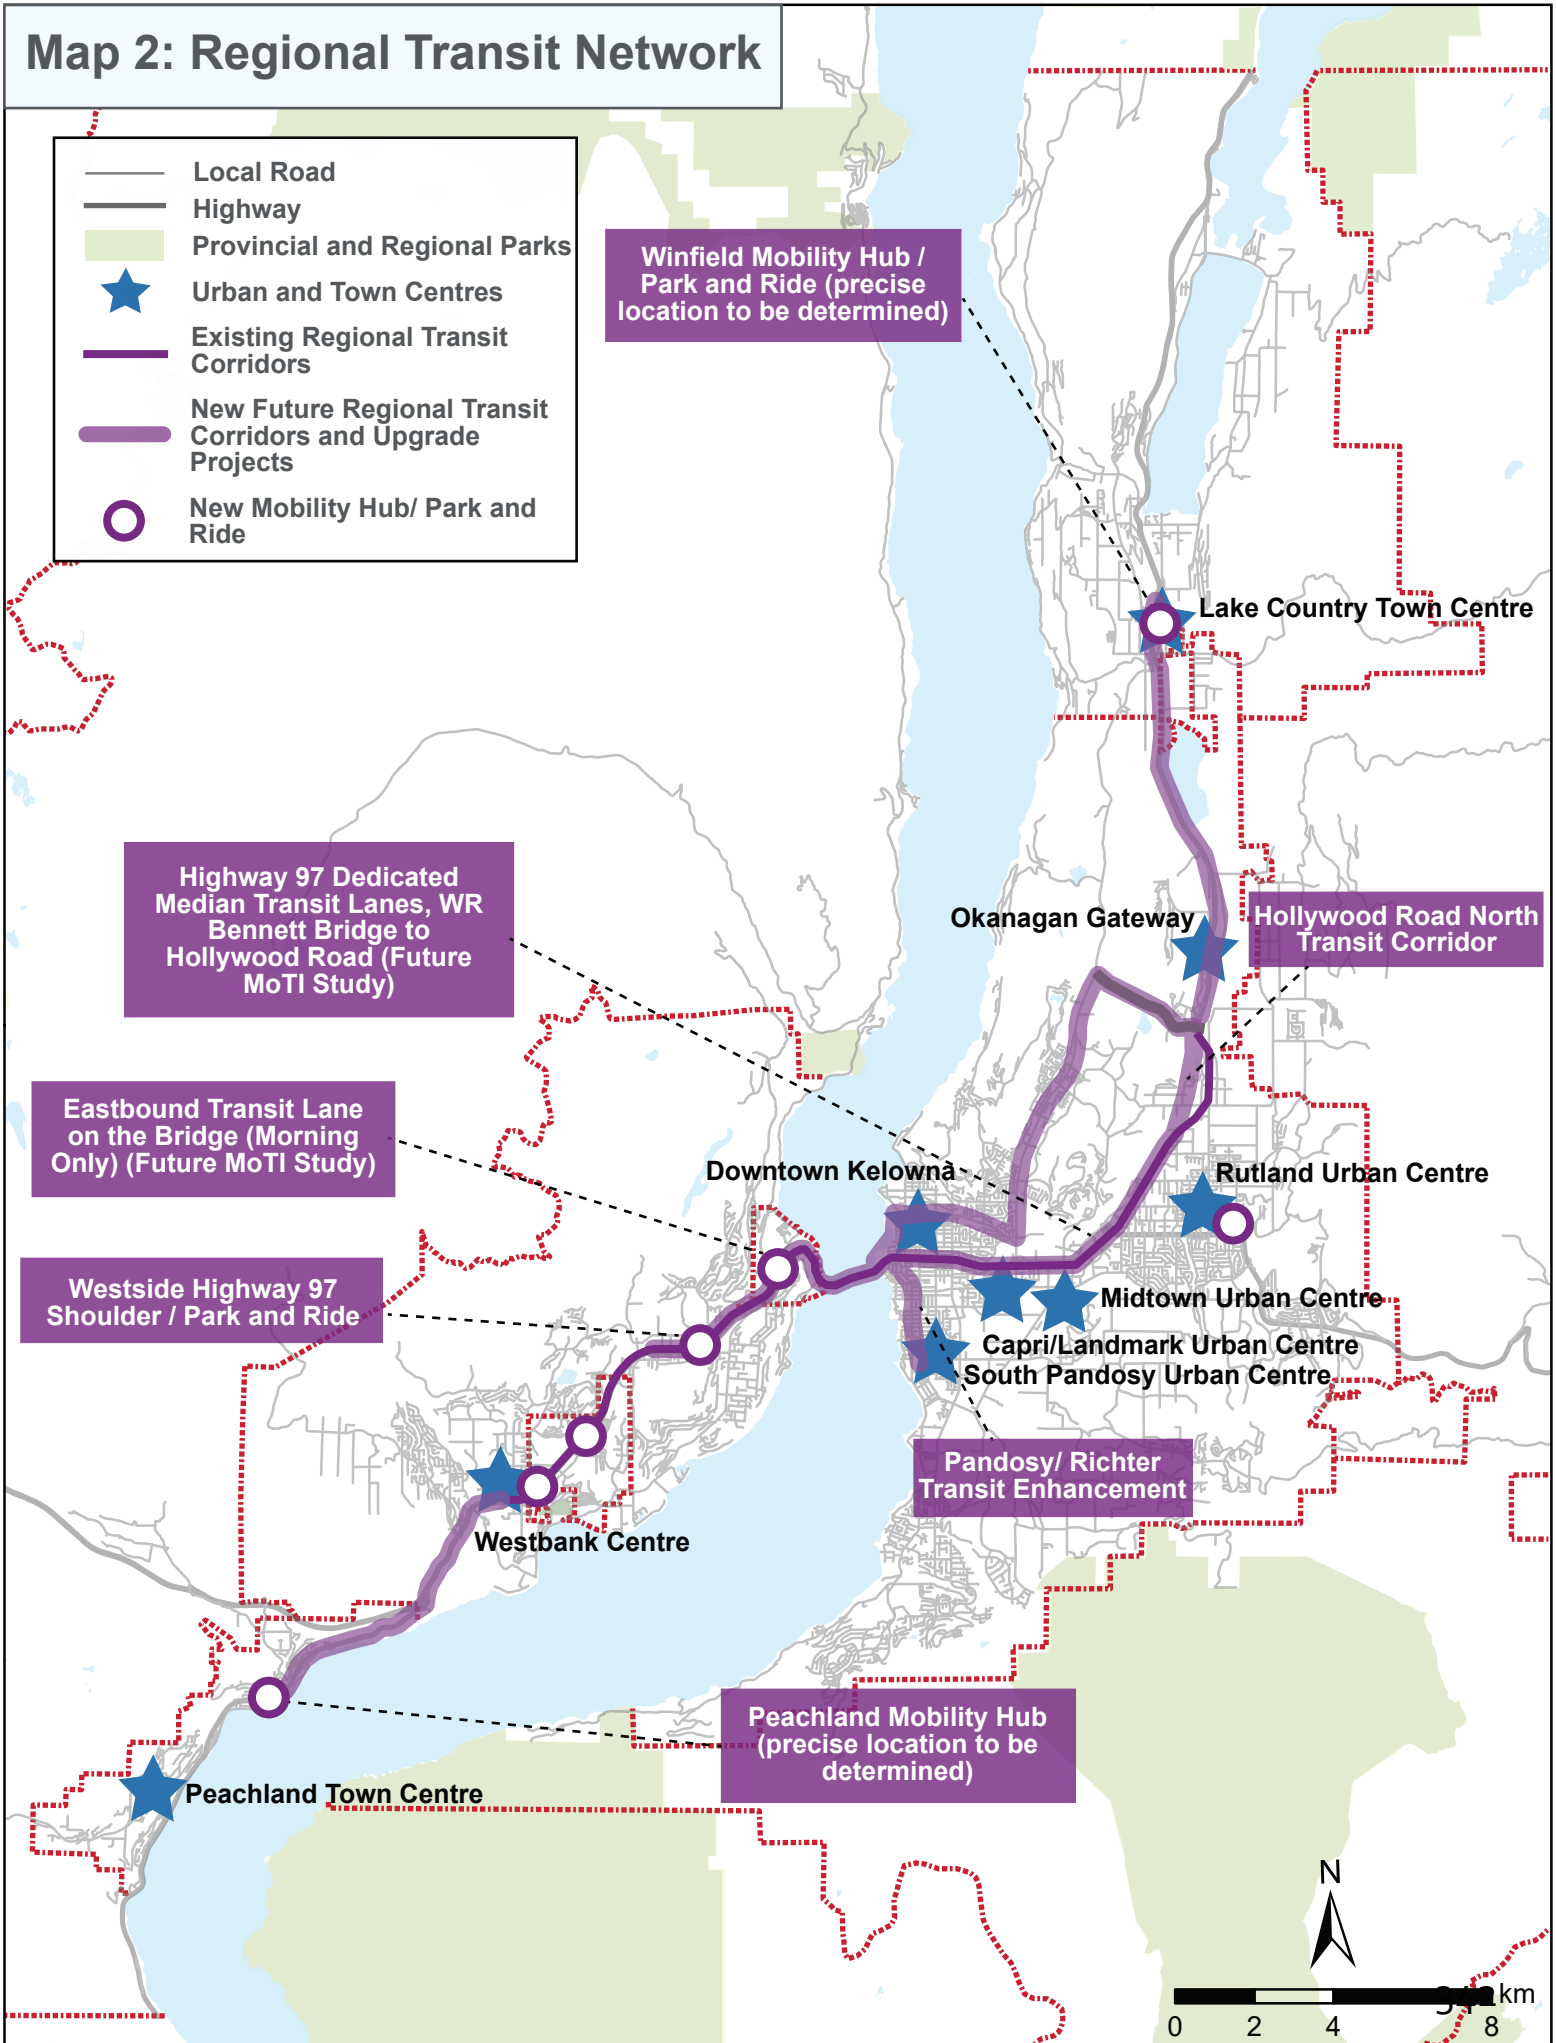 Map 2: Regional Transit Network
Local Road
Highway
Provincial and Regional Parks
Urban and Town Centres
Existing Regional Transit
Corridors
New Future Regional Transit
Corridors and Upgrade
Projects
New Mobility Hub/ Park and
Ride
Winfield Mobility Hub /
Park and Ride (precise
location to be determined)
Lake Country Town Centre
Highway 97 Dedicated
Median Transit Lanes, WR
Bennett Bridge to
Hollywood Road (Future
MoTI Study)
Okanagan Gateway
Hollywood Road North
Transit Corridor
Eastbound Transit Lane
on the Bridge (Morning
Only) (Future MoTI Study)
Downtown Kelowna
Rutland Urban Centre
Westside Highway 97
Shoulder / Park and Ride
Midtown Urban Centre
Capri/Landmark Urban Centre
South Pandosy Urban Centre
Pandosy/ Richter
Transit Enhancement
Westbank Centre
Peachland Mobility Hub
(precise location to be
determined)
Peachland Town Centre
N
342
km
0 2 4 8